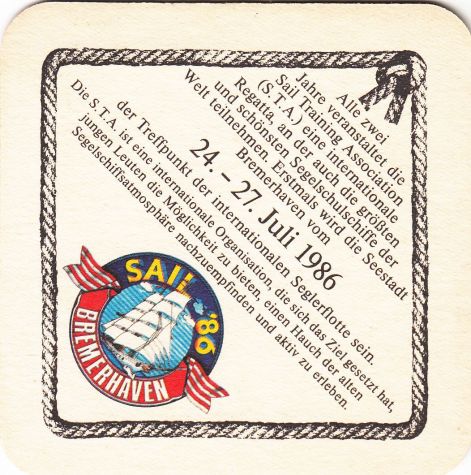 Alle zwei
Jahre veranstaltet die
Sail Training Association
(S.T.A.) eine internationale
Regatta, an der auch die größten
und schönsten Segelschulschiffe der
Welt teilnehmen. Erstmals wird die Seestadt
Bremerhaven vom
24. – 27. Juli 1986
der Treffpunkt der internationalen Seglerflotte sein.
Die S.T.A. ist eine internationale Organisation, die sich das Ziel gesetzt hat,
jungen Leuten die Möglichkeit zu bieten, einen Hauch der alten
Segelschiffsatmosphäre nachzuempfinden und aktiv zu erleben.
SAIL '86
BREMERHAVEN